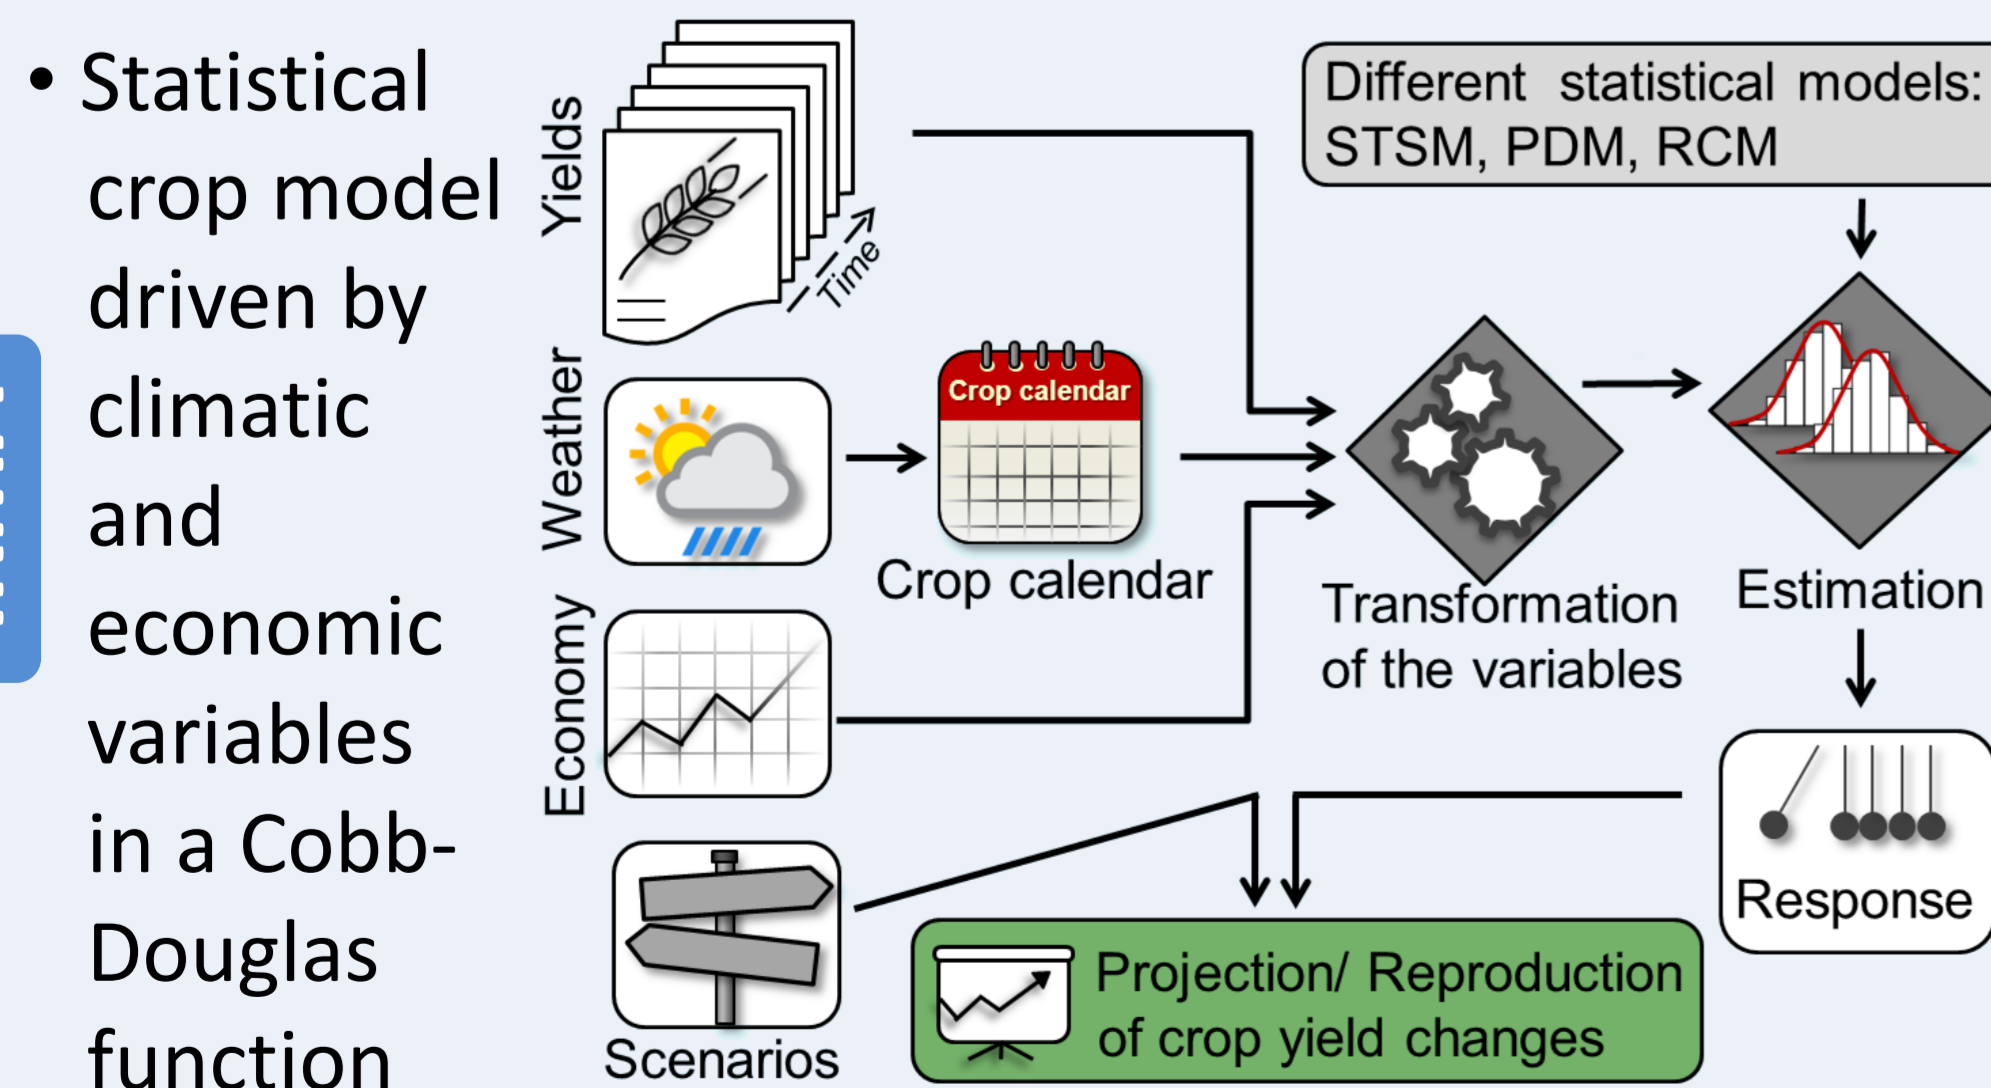 • Statistical
crop model
driven by
climatic
and
economic
variables
in a Cobb-
Douglas
function
Yields
Time
Different statistical models:
STSM, PDM, RCM
Weather
Crop calendar
Crop calendar
Economy
Transformation
of the variables
Estimation
Response
Scenarios
Projection/ Reproduction
of crop yield changes